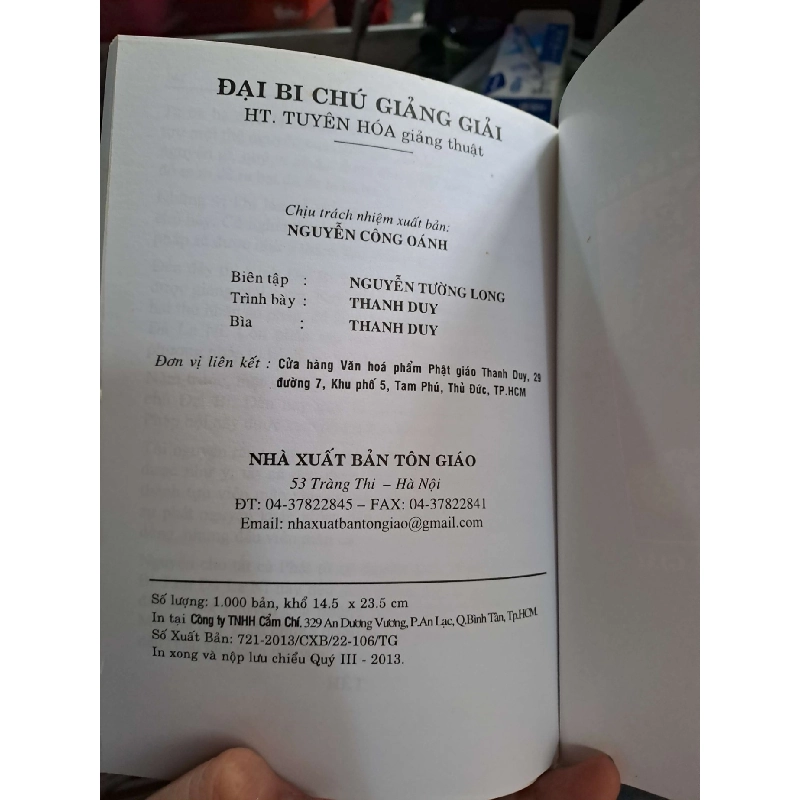 ĐẠI BI CHÚ GIẢNG GIẢI
HT. TUYÊN HÓA giảng thuật
Chịu trách nhiệm xuất bản:
NGUYỄN CÔNG OÁNH
Biên tập : NGUYỄN TƯỜNG LONG
Trình bày : THANH DUY
Bìa : THANH DUY
Đơn vị liên kết : Cửa hàng Văn hoá phẩm Phật giáo Thanh Duy, 29
đường 7, Khu phố 5, Tam Phú, Thủ Đức, TP.HCM
NHÀ XUẤT BẢN TÔN GIÁO
53 Tràng Thi – Hà Nội
ĐT: 04-37822845 – FAX: 04-37822841
Email: nhaxuatbantongiao@gmail.com
Số lượng: 1.000 bản, khổ 14.5 x 23.5 cm
In tại Công ty TNHH Cẩm Chí, 329 An Dương Vương, P.An Lạc, Q.Bình Tân, Tp.HCM.
Số Xuất Bản: 721-2013/CXB/22-106/TG
In xong và nộp lưu chiểu Quý III - 2013.